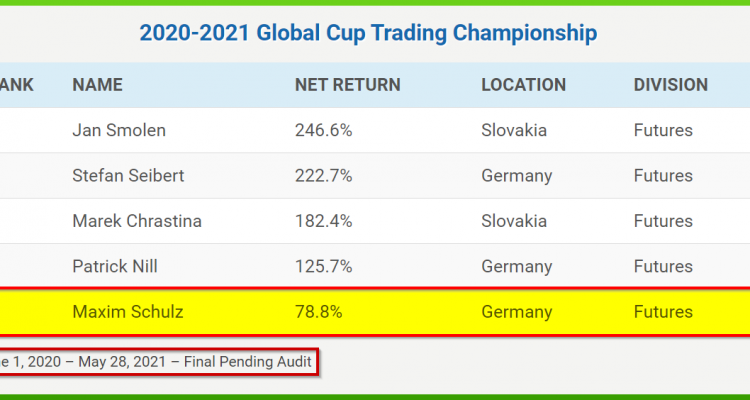 2020-2021 Global Cup Trading Championship
ANK NAME NET RETURN LOCATION DIVISION
Jan Smolen 246.6% Slovakia Futures
Stefan Seibert 222.7% Germany Futures
Marek Chrastina 182.4% Slovakia Futures
Patrick Nill 125.7% Germany Futures
Maxim Schulz 78.8% Germany Futures
e 1, 2020 – May 28, 2021 – Final Pending Audit